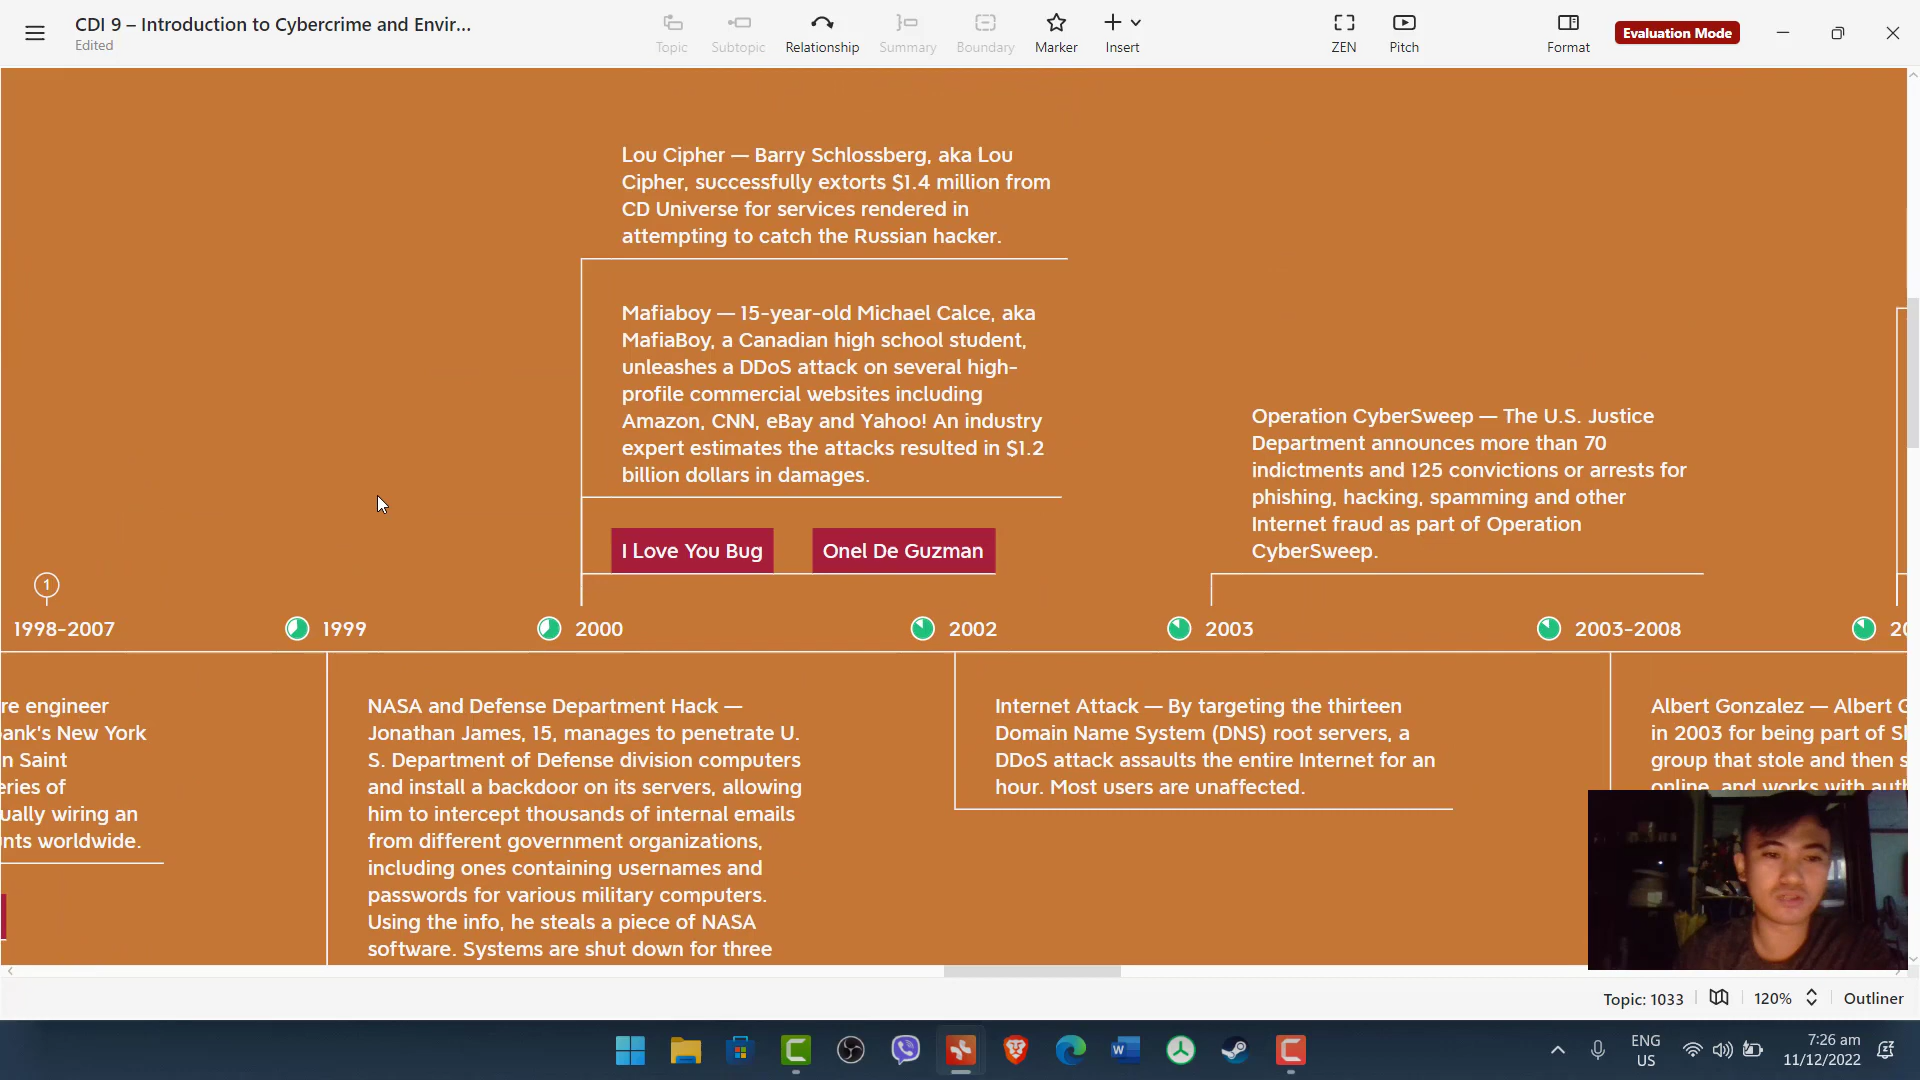 CDI 9 – Introduction to Cybercrime and Envir...
Edited
Topic
Subtopic
Relationship
Summary
Boundary
Marker
Insert
ZEN
Pitch
Format
Evaluation Mode
Lou Cipher — Barry Schlossberg, aka Lou
Cipher, successfully extorts $1.4 million from
CD Universe for services rendered in
attempting to catch the Russian hacker.
Mafiaboy — 15-year-old Michael Calce, aka
MafiaBoy, a Canadian high school student,
unleashes a DDoS attack on several high-
profile commercial websites including
Amazon, CNN, eBay and Yahoo! An industry
expert estimates the attacks resulted in $1.2
billion dollars in damages.
I Love You Bug
Onel De Guzman
Operation CyberSweep — The U.S. Justice
Department announces more than 70
indictments and 125 convictions or arrests for
phishing, hacking, spamming and other
Internet fraud as part of Operation
CyberSweep.
1
1998-2007
1999
2000
2002
2003
2003-2008
20
re engineer
ank's New York
n Saint
eries of
ually wiring an
nts worldwide.
NASA and Defense Department Hack —
Jonathan James, 15, manages to penetrate U.
S. Department of Defense division computers
and install a backdoor on its servers, allowing
him to intercept thousands of internal emails
from different government organizations,
including ones containing usernames and
passwords for various military computers.
Using the info, he steals a piece of NASA
software. Systems are shut down for three
Internet Attack — By targeting the thirteen
Domain Name System (DNS) root servers, a
DDoS attack assaults the entire Internet for an
hour. Most users are unaffected.
Albert Gonzalez — Albert G
in 2003 for being part of S
group that stole and then s
online, and works with auth
Topic: 1033
120%
Outliner
ENG
US
7:26 am
11/12/2022